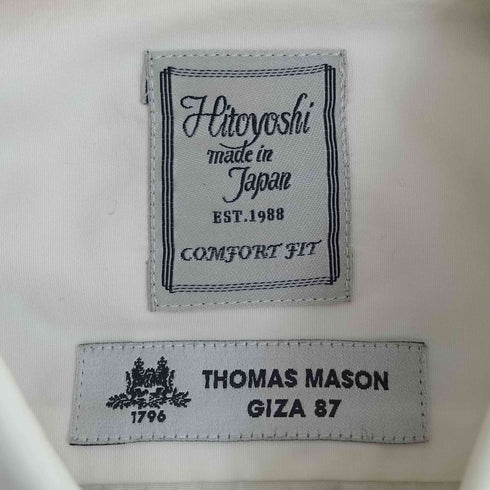 Hitoyoshi
made in
Japan
EST.1988
COMFORT FIT
THOMAS MASON
1796
GIZA 87